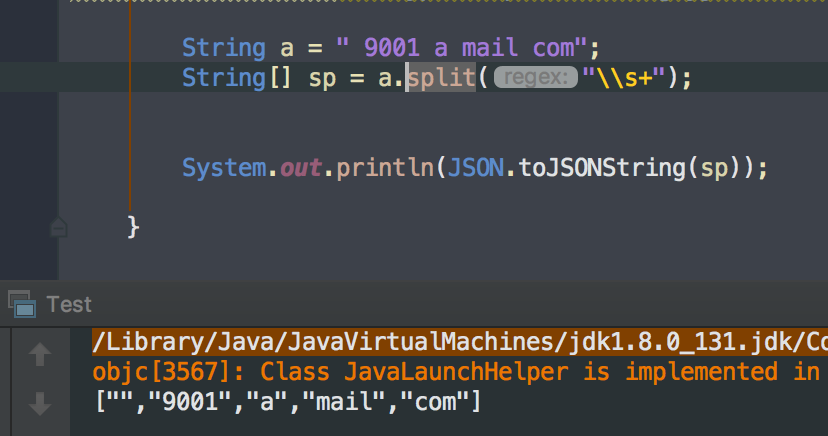 String a = " 9001 a mail com";
String[] sp = a.split( regex: "\\s+");
System.out.println(JSON.toJSONString(sp));
}
Test
/Library/Java/JavaVirtualMachines/jdk1.8.0_131.jdk/Co
objc[3567]: Class JavaLaunchHelper is implemented in
["","9001","a","mail","com"]